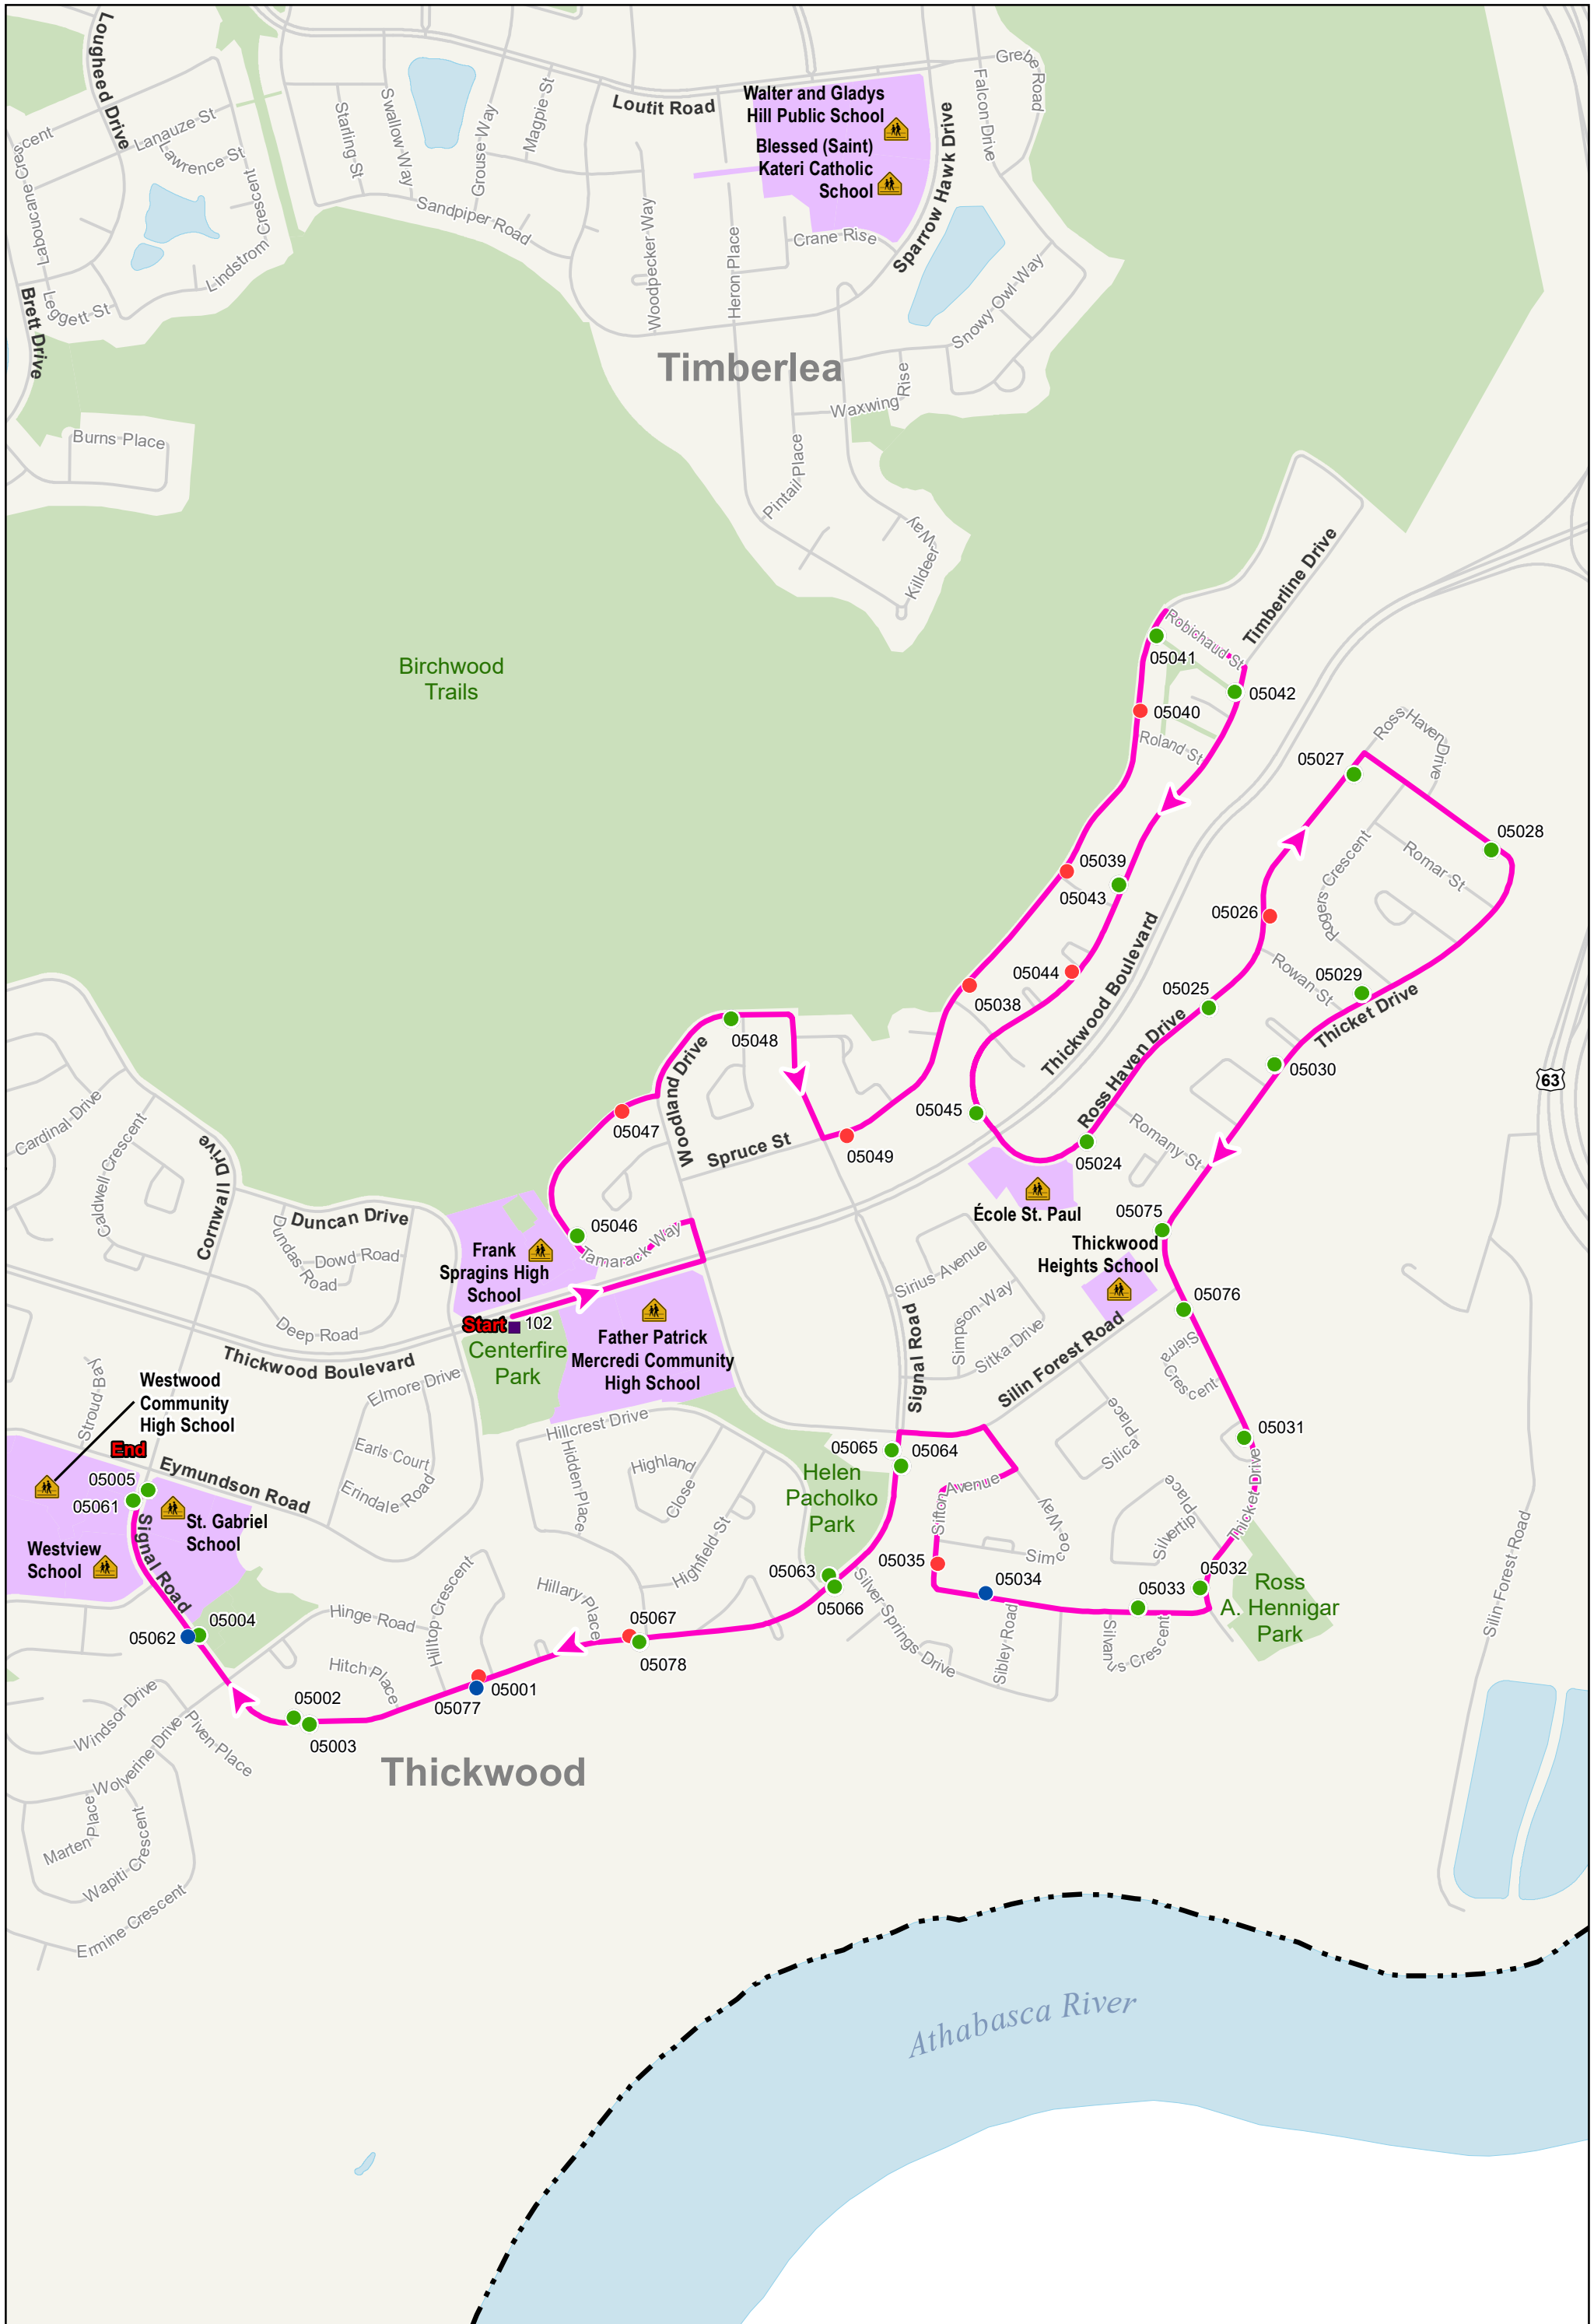 Lougheed Drive
Lanauze St
Lawrence St
Laboucane Crescent
Lindstrom Crescent
Leggett St
Brett Drive
Burns Place
Starling St
Swallow Way
Grouse Way
Magpie St
Sandpiper Road
Loutit Road
Walter and Gladys
Hill Public School
Blessed (Saint)
Kateri Catholic
School
Grebe Road
Falcon Drive
Sparrow Hawk Drive
Crane Rise
Woodpecker Way
Heron Place
Snowy Owl Way
Timberlea
Waxwing Rise
Pintail Place
Killdeer Way
Birchwood
Trails
Timberline Drive
Robichaud St
05041
05042
05040
Roland St
Ross Haven Drive
05027
05028
05039
05043
Rogers Crescent
Romar St
05026
05044
Rowan St
05029
05038
05025
Thickwood Boulevard
Thicket Drive
Ross Haven Drive
05048
05030
63
Woodland Drive
05047
05045
Romany St
Spruce St
05049
05024
Cardinal Drive
Caldwell Crescent
Cornwall Drive
École St. Paul
05075
Duncan Drive
Dundas Road
Dowd Road
05046
Tamarack Way
Frank
Spragins High
School
Thickwood
Heights School
Sirius Avenue
Simpson Way
Sitka Drive
05076
Deep Road
Start
102
Centerfire
Park
Father Patrick
Mercredi Community
High School
Signal Road
Silin Forest Road
Sierra Crescent
Thickwood Boulevard
Stroud Bay
Westwood
Community
High School
Elmore Drive
Earls Court
Erindale Road
Hillcrest Drive
Hidden Place
Highland Close
Highfield St
Silica Place
05031
End
05005
05061
Eymundson Road
05065
05064
Helen
Pacholko
Park
Sifton Avenue
Simcoe Way
Silvertip Place
Thicket Drive
St. Gabriel
School
Westview
School
Signal Road
05035
05034
05033
05032
Ross
A. Hennigar
Park
Silin Forest Road
05063
05066
Silver Springs Drive
Sibley Road
Silvan's Crescent
Hillary Place
05067
05078
Hinge Road
Hilltop Crescent
Hitch Place
05004
05062
05001
05077
05002
05003
Windsor Drive
Wolverine Drive
Piven Place
Thickwood
Marten Place
Wapiti Crescent
Ermine Crescent
Athabasca River